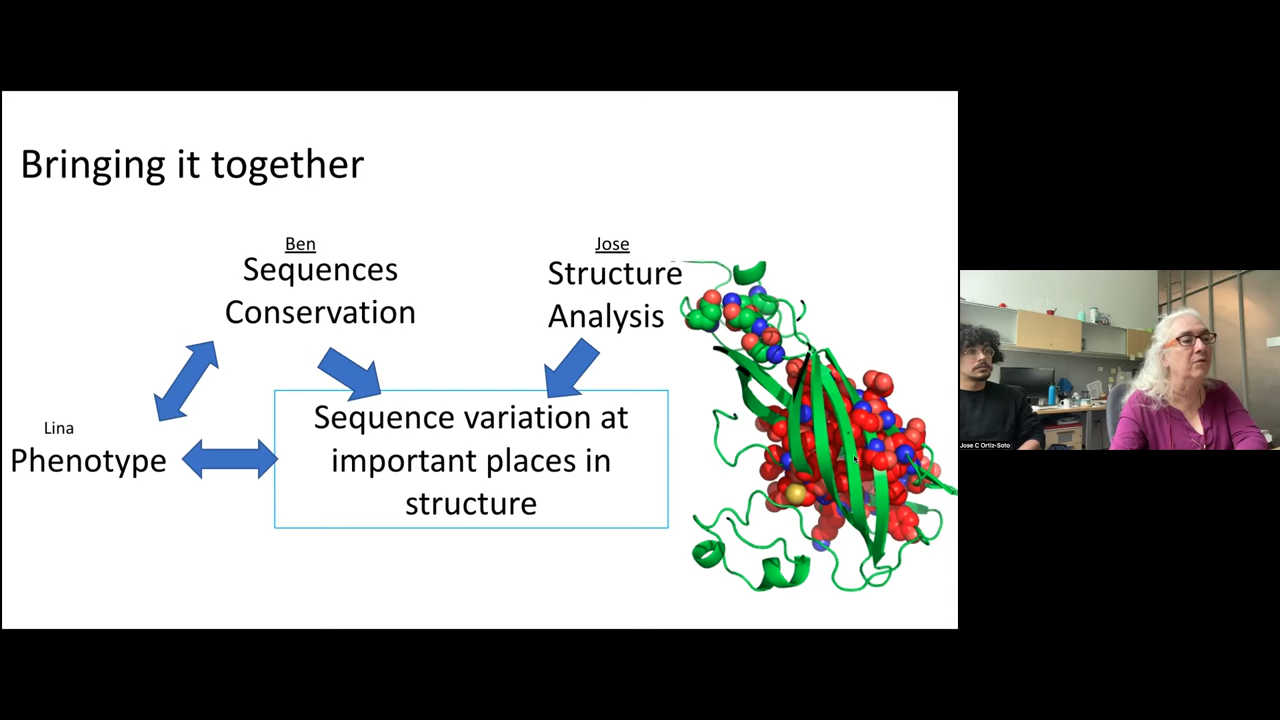 Bringing it together
Ben
Sequences
Conservation
Jose
Structure
Analysis
Lina
Phenotype
Sequence variation at
important places in
structure
Jose C Ortiz-Soto